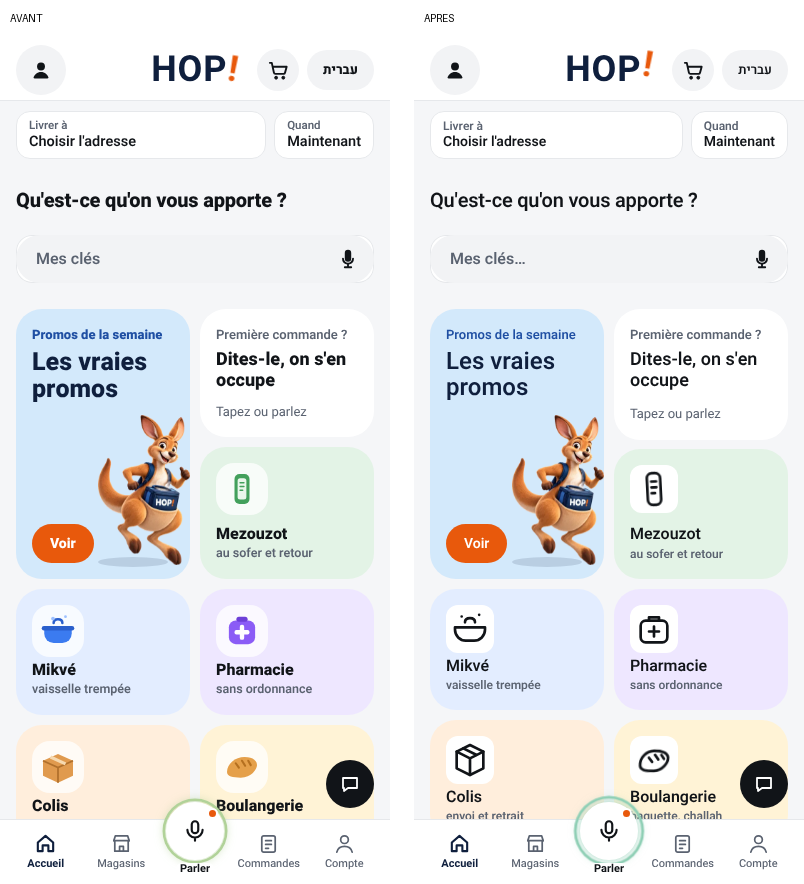 AVANT
HOP!
עברית
Livrer à
Choisir l'adresse
Quand
Maintenant
Qu'est-ce qu'on vous apporte ?
Mes clés
Promos de la semaine
Les vraies
promos
HOP!
Voir
Première commande ?
Dites-le, on s'en
occupe
Tapez ou parlez
Mezouzot
au sofer et retour
Mikvé
vaisselle trempée
Pharmacie
sans ordonnance
Colis
Boulangerie
Accueil
Magasins
Parler
Commandes
Compte
APRES
HOP!
עברית
Livrer à
Choisir l'adresse
Quand
Maintenant
Qu'est-ce qu'on vous apporte ?
Mes clés...
Promos de la semaine
Les vraies
promos
HOP!
Voir
Première commande ?
Dites-le, on s'en
occupe
Tapez ou parlez
Mezouzot
au sofer et retour
Mikvé
vaisselle trempée
Pharmacie
sans ordonnance
Colis
envoi et retrait
Boulangerie
baguette, challah
Accueil
Magasins
Parler
Commandes
Compte